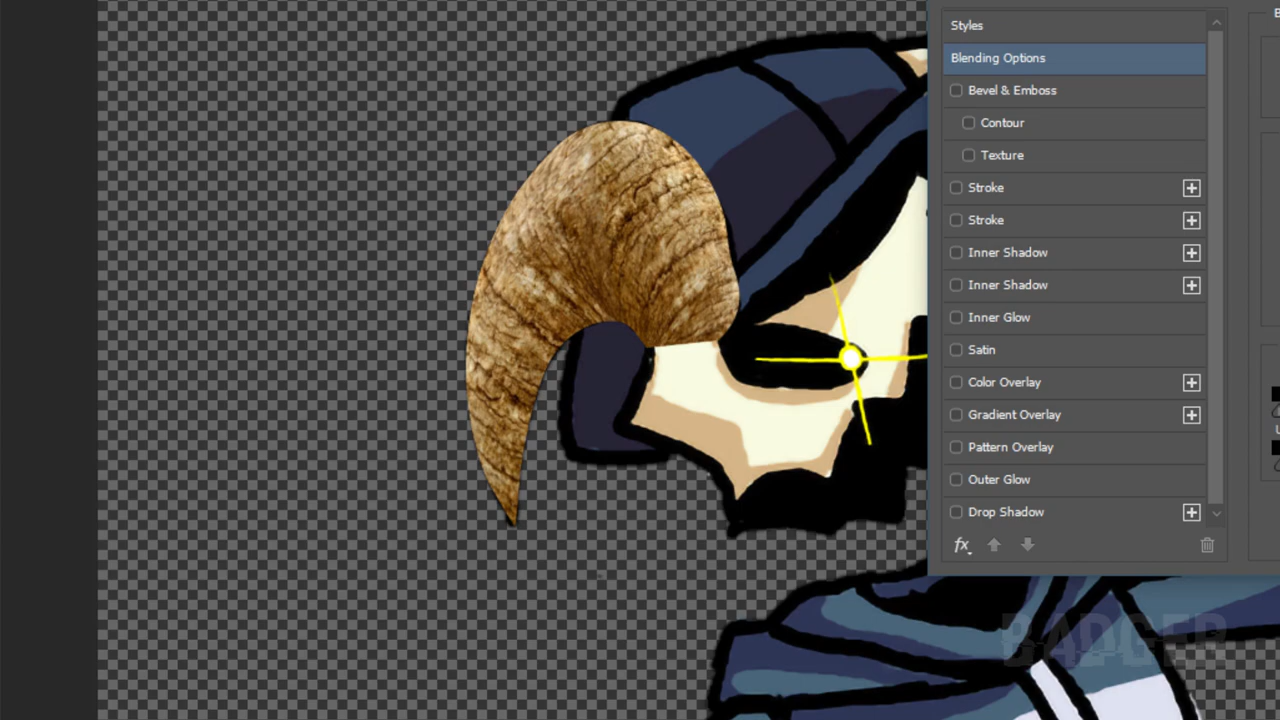 Styles
Blending Options
Bevel & Emboss
Contour
Texture
Stroke
Stroke
Inner Shadow
Inner Shadow
Inner Glow
Satin
Color Overlay
Gradient Overlay
Pattern Overlay
Outer Glow
Drop Shadow
fx
BADGER